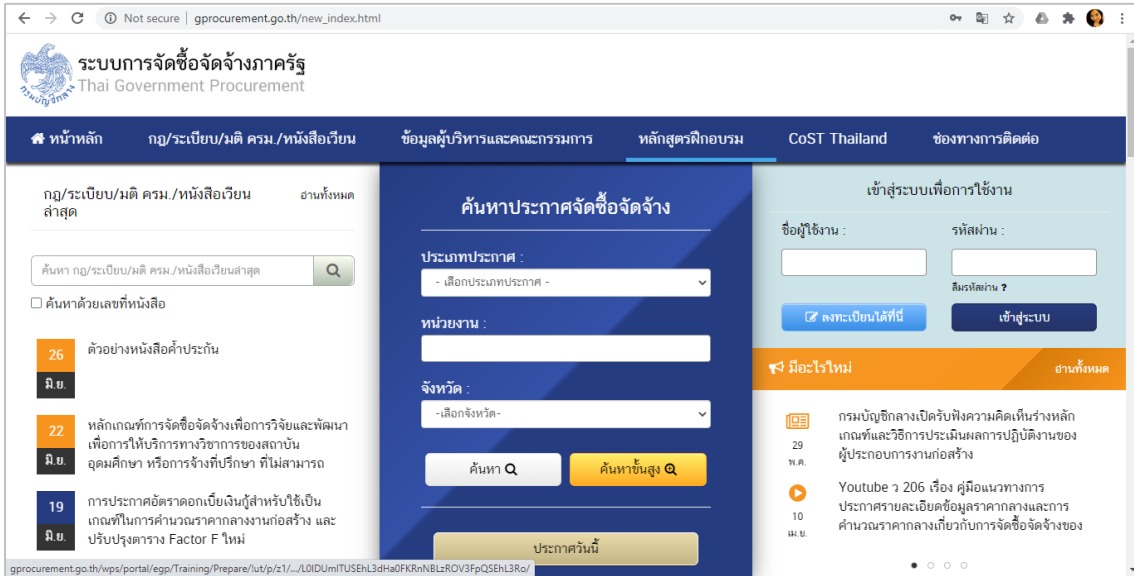 Not secure | gprocurement.go.th/new_index.html
กรมบัญชีกลาง
ระบบการจัดซื้อจัดจ้างภาครัฐ
Thai Government Procurement
หน้าหลัก กฎ/ระเบียบ/มติ ครม./หนังสือเวียน ข้อมูลผู้บริหารและคณะกรรมการ หลักสูตรฝึกอบรม CoST Thailand ช่องทางการติดต่อ
กฎ/ระเบียบ/มติ ครม./หนังสือเวียน อ่านทั้งหมด
ล่าสุด
ค้นหา กฎ/ระเบียบ/มติ ครม./หนังสือเวียนล่าสุด
ค้นหาด้วยเลขที่หนังสือ
26 ตัวอย่างหนังสือค้ำประกัน
มิ.ย.
22 หลักเกณฑ์การจัดซื้อจัดจ้างเพื่อการวิจัยและพัฒนา
เพื่อการให้บริการทางวิชาการของสถาบัน
มิ.ย. อุดมศึกษา หรือการจ้างที่ปรึกษา ที่ไม่สามารถ
19 การประกาศอัตราดอกเบี้ยเงินกู้สำหรับใช้เป็น
เกณฑ์ในการคำนวณราคากลางงานก่อสร้าง และ
มิ.ย. ปรับปรุงตาราง Factor F ใหม่
ค้นหาประกาศจัดซื้อจัดจ้าง
ประเภทประกาศ :
- เลือกประเภทประกาศ -
หน่วยงาน :
จังหวัด :
-เลือกจังหวัด-
ค้นหา ค้นหาขั้นสูง
ประกาศวันนี้
เข้าสู่ระบบเพื่อการใช้งาน
ชื่อผู้ใช้งาน : รหัสผ่าน :
ลืมรหัสผ่าน ?
ลงทะเบียนได้ที่นี่ เข้าสู่ระบบ
มีอะไรใหม่ อ่านทั้งหมด
กรมบัญชีกลางเปิดรับฟังความคิดเห็นร่างหลัก
29 เกณฑ์และวิธีการประเมินผลการปฏิบัติงานของ
พ.ค. ผู้ประกอบการงานก่อสร้าง
Youtube ว 206 เรื่อง คู่มือแนวทางการ
10 ประกาศรายละเอียดข้อมูลราคากลางและการ
เม.ย. คำนวณราคากลางเกี่ยวกับการจัดซื้อจัดจ้างของ
gprocurement.go.th/wps/portal/egp/Training/Prepare/!ut/p/z1/.../L0lDUmlTUSEhL3dHa0FKRnNBLzROV3FpQSEhL3Ro/